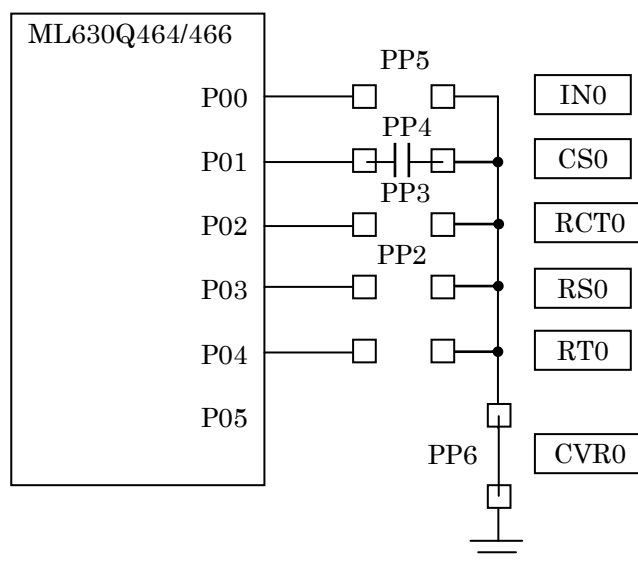 ML630Q464/466
PP5
P00
IN0
PP4
P01
CS0
PP3
P02
RCT0
PP2
P03
RS0
P04
RT0
P05
PP6
CVR0